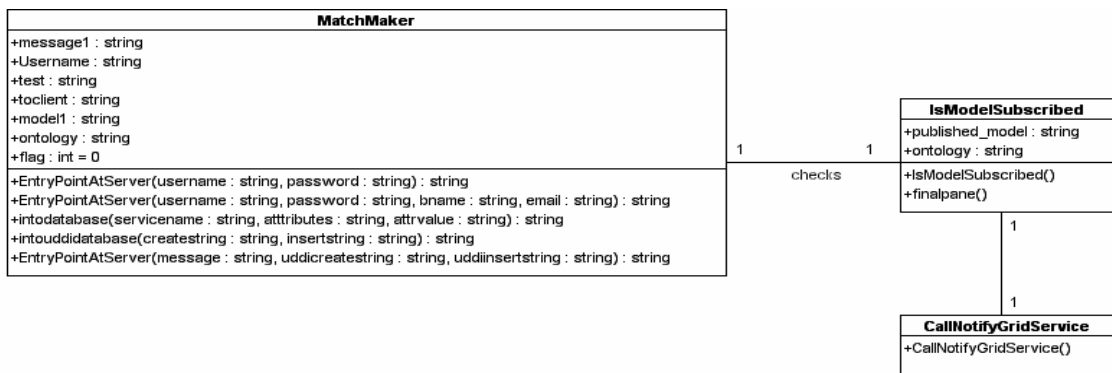 MatchMaker
+message1 : string
+Username : string
+test : string
+toclient : string
+model1 : string
+ontology : string
+flag : int = 0
+EntryPointAtServer(username : string, password : string) : string
+EntryPointAtServer(username : string, password : string, bname : string, email : string) : string
+intodatabase(servicename : string, atttributes : string, attrvalue : string) : string
+intouddidatabase(createstring : string, insertstring : string) : string
+EntryPointAtServer(message : string, uddicreatestring : string, uddiinsertstring : string) : string
1
1
checks
IsModelSubscribed
+published_model : string
+ontology : string
+IsModelSubscribed()
+finalpane()
1
1
CallNotifyGridService
+CallNotifyGridService()